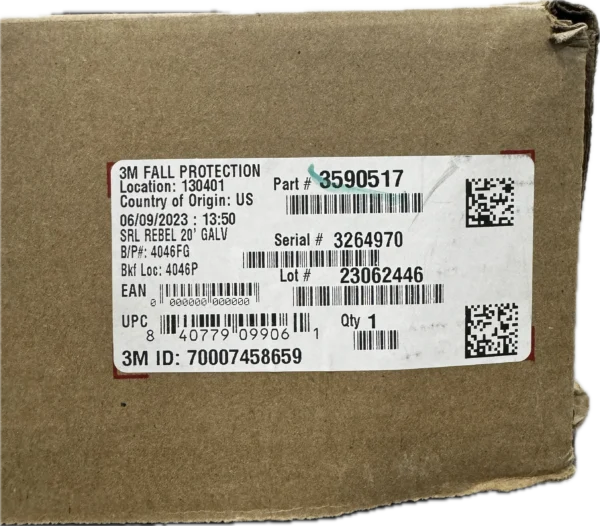 3M FALL PROTECTION
Location: 130401
Country of Origin: US
06/09/2023 : 13:50
SRL REBEL 20' GALV
B/P#: 4046FG
Bkf Loc: 4046P
Part # 3590517
Serial # 3264970
Lot # 23062446
EAN
0 000000 000000
UPC
8 40779 09906 1
Qty 1
3M ID: 70007458659